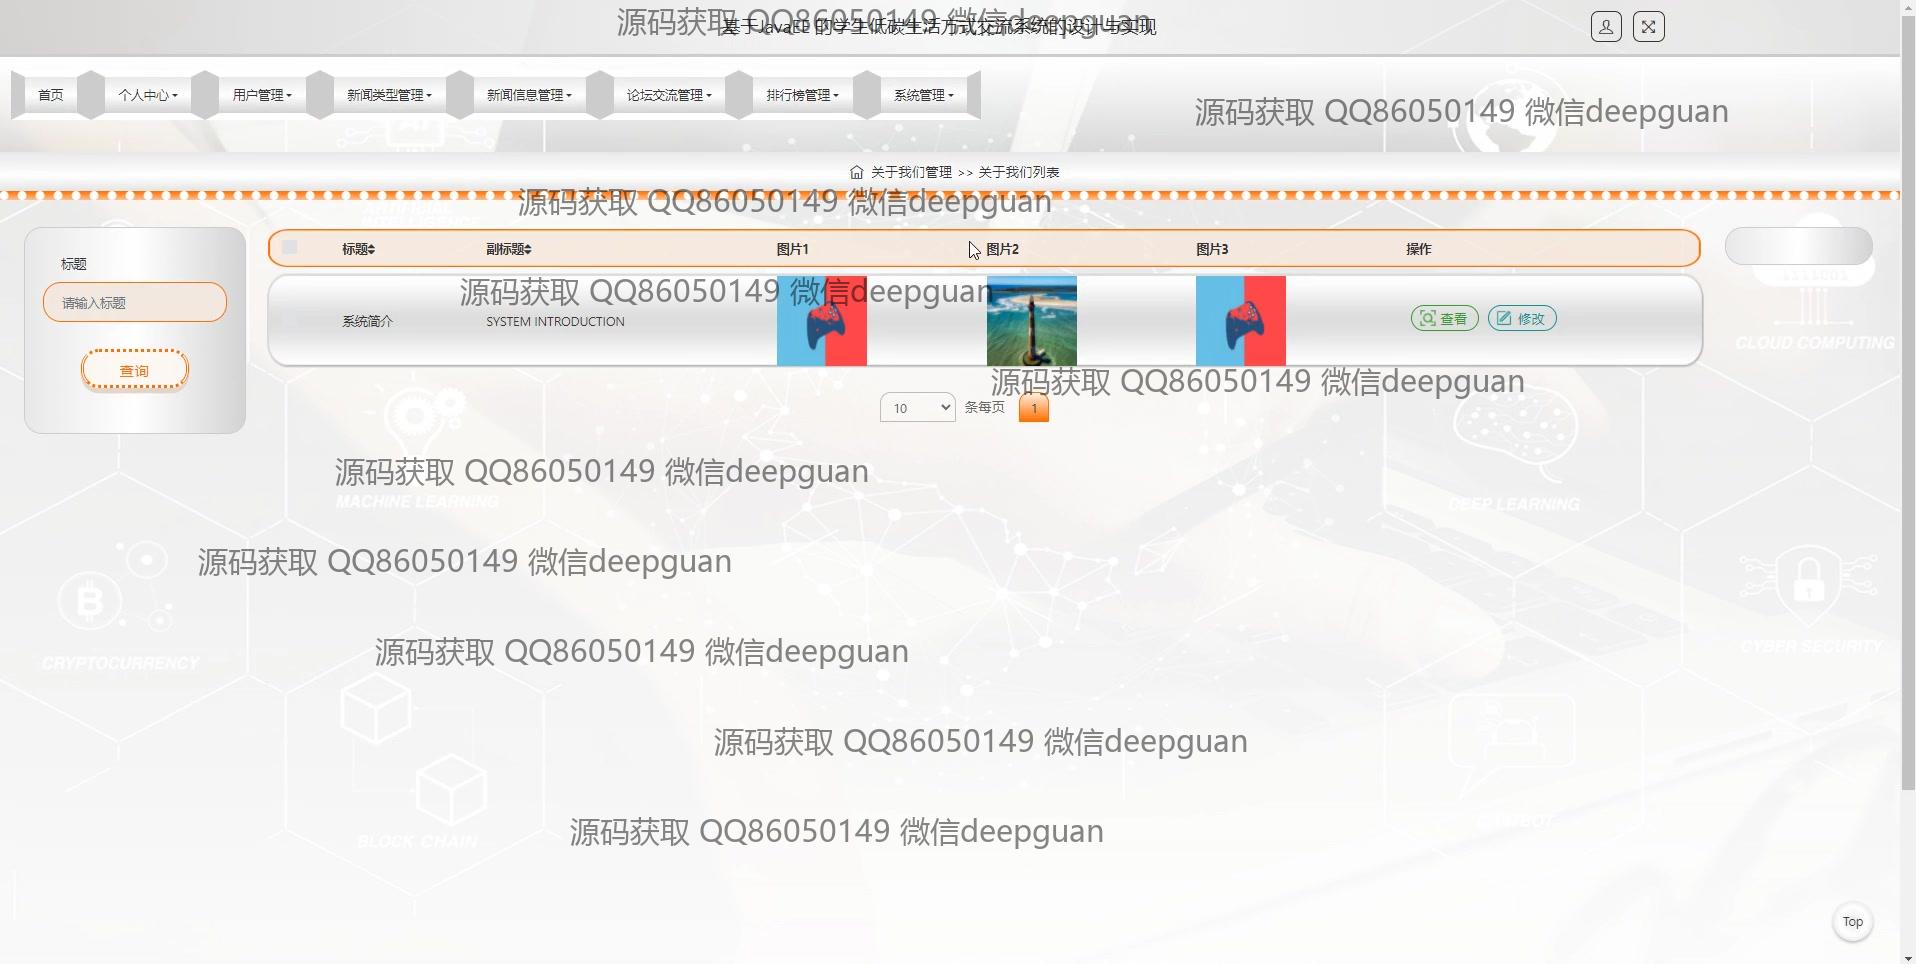 源码获取 QQ86050149 微信deepguan
基于JavaEE 的学生低碳生活方式交流系统的设计与实现
首页 个人中心 用户管理 新闻类型管理 新闻信息管理 论坛交流管理 排行榜管理 系统管理
源码获取 QQ86050149 微信deepguan
关于我们管理 >> 关于我们列表
源码获取 QQ86050149 微信deepguan
ARTIFICIAL
INTELLIGENCE
标题
请输入标题
查询
标题 副标题 图片1 图片2 图片3 操作
源码获取 QQ86050149 微信deepguan
系统简介 SYSTEM INTRODUCTION 查看 修改
CLOUD COMPUTING
源码获取 QQ86050149 微信deepguan
10 条每页 1
源码获取 QQ86050149 微信deepguan
MACHINE LEARNING
DEEP LEARNING
源码获取 QQ86050149 微信deepguan
CRYPTOCURRENCY
CYBER SECURITY
源码获取 QQ86050149 微信deepguan
源码获取 QQ86050149 微信deepguan
源码获取 QQ86050149 微信deepguan
BLOCK CHAIN
CHATBOT
Top